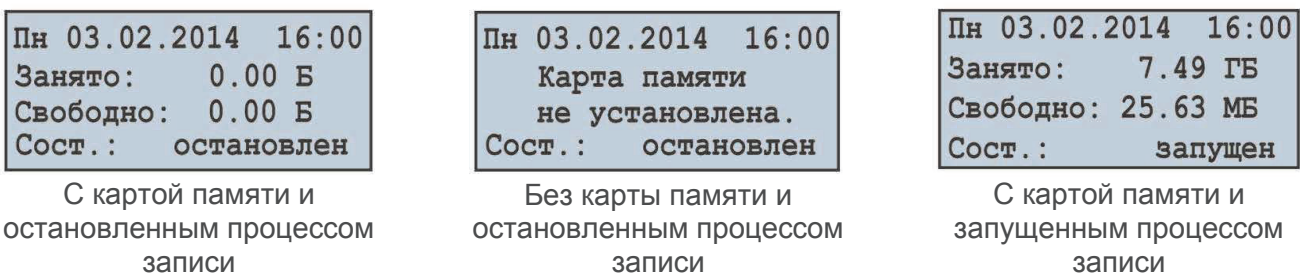 Пн 03.02.2014 16:00
Занято: 0.00 Б
Свободно: 0.00 Б
Сост.: остановлен
С картой памяти и
остановленным процессом
записи
Пн 03.02.2014 16:00
Карта памяти
не установлена.
Сост.: остановлен
Без карты памяти и
остановленным процессом
записи
Пн 03.02.2014 16:00
Занято: 7.49 ГБ
Свободно: 25.63 МБ
Сост.: запущен
С картой памяти и
запущенным процессом
записи